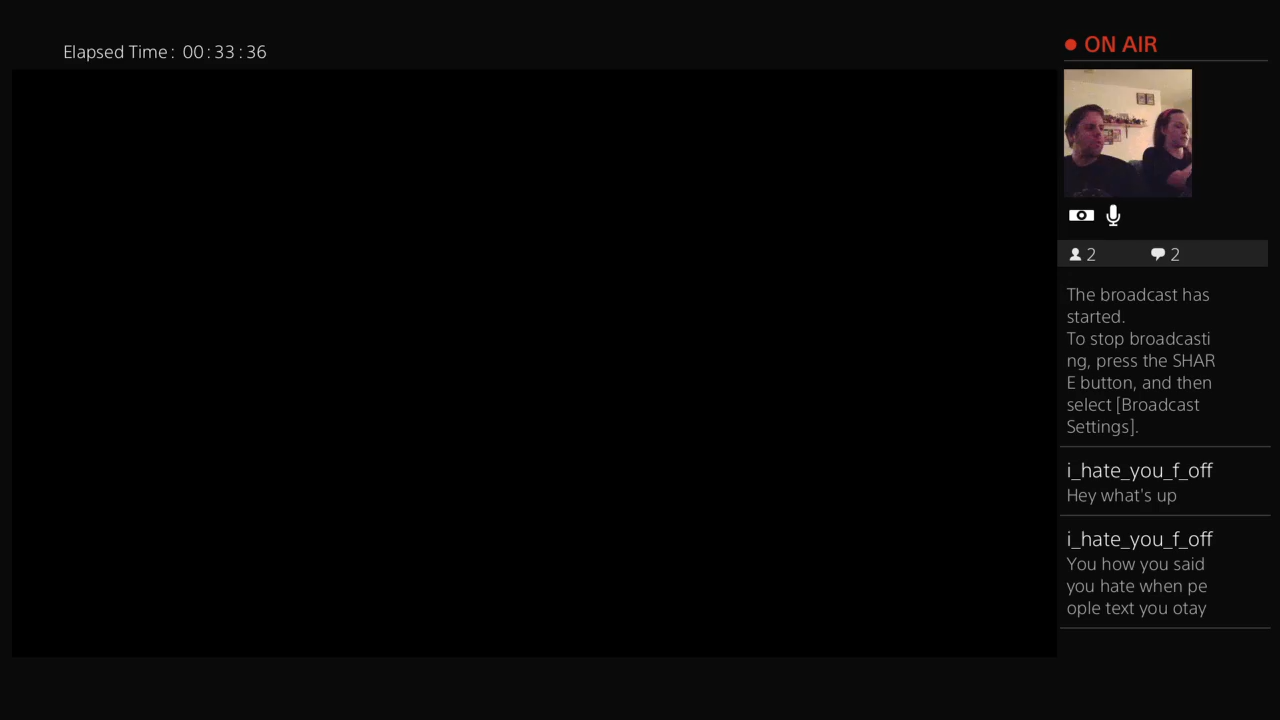 Elapsed Time: 00:33:36
ON AIR
2 2
The broadcast has
started.
To stop broadcasti
ng, press the SHAR
E button, and then
select [Broadcast
Settings].
i_hate_you_f_off
Hey what's up
i_hate_you_f_off
You how you said
you hate when pe
ople text you otay